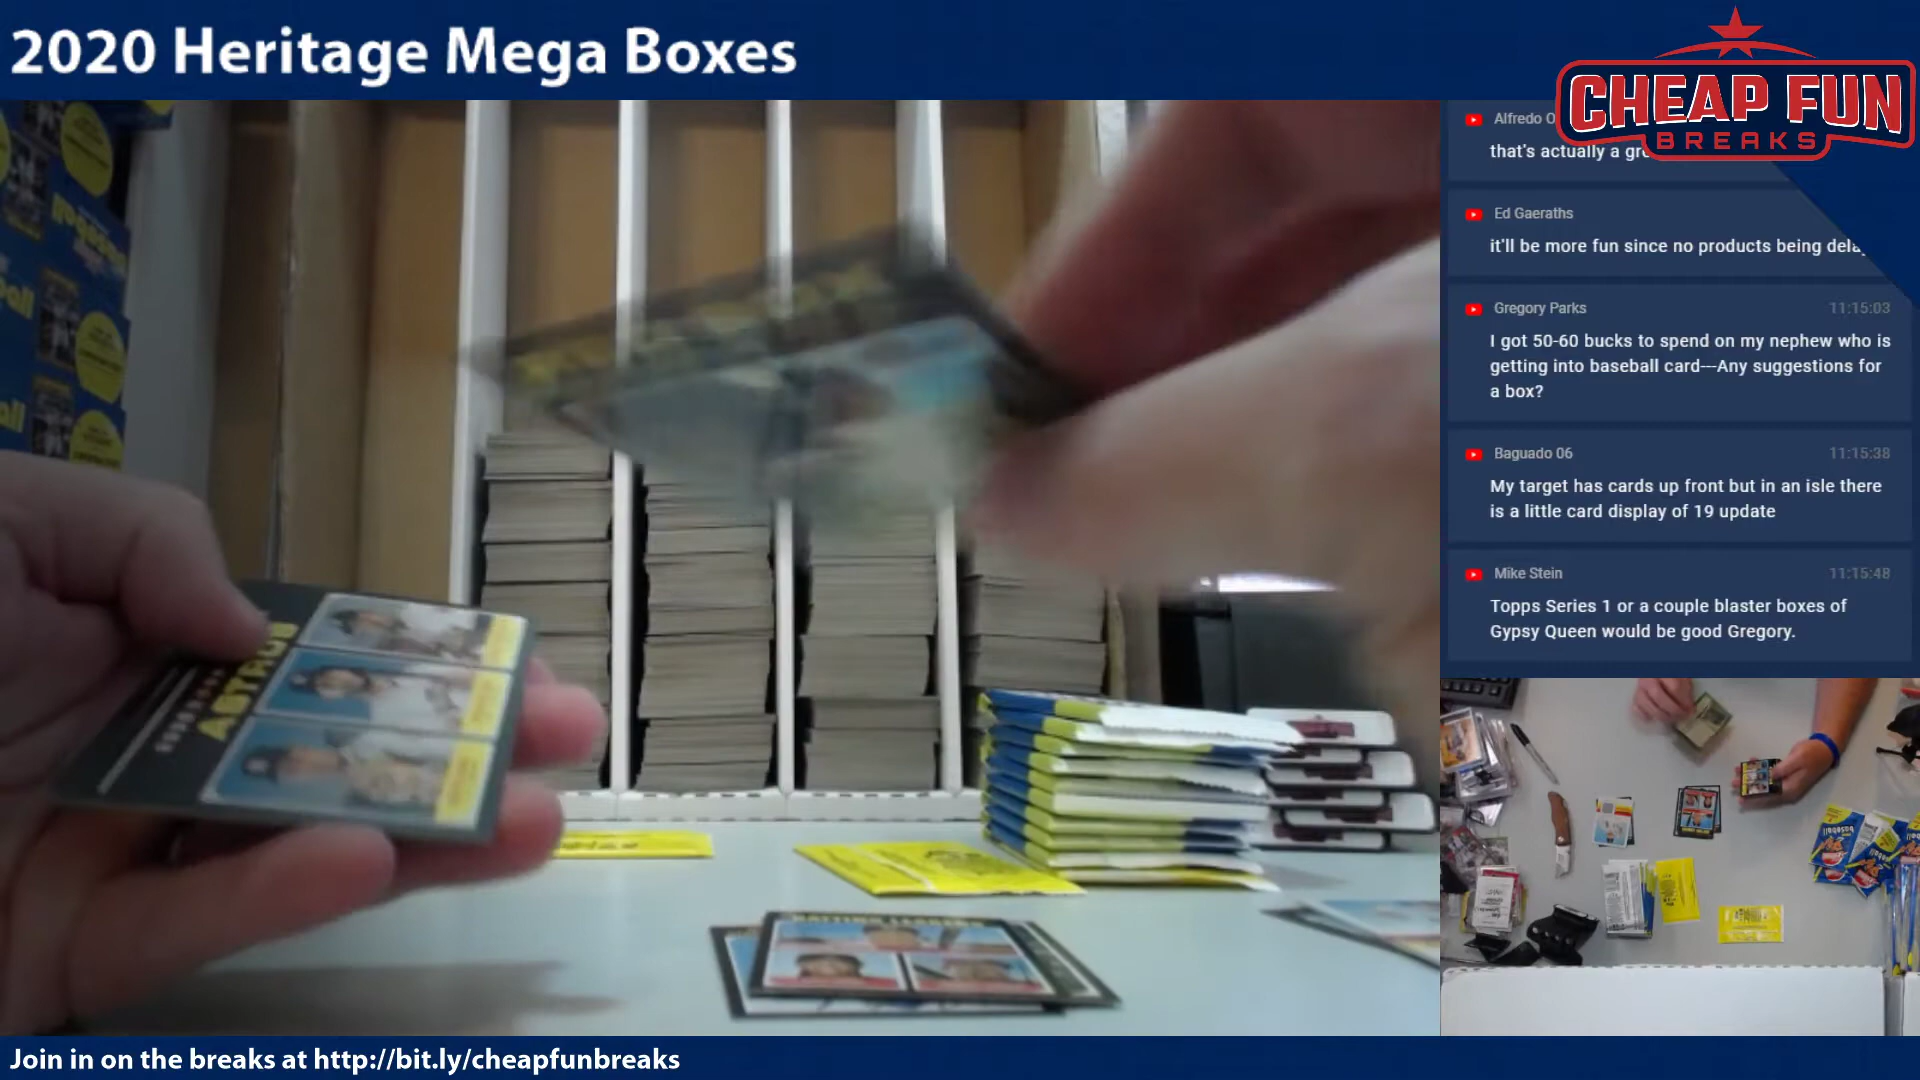 2020 Heritage Mega Boxes
CHEAP FUN
BREAKS
Alfredo O
that's actually a
Ed Gaeraths
it'll be more fun since no products being
Gregory Parks
11:15:03
I got 50-60 bucks to spend on my nephew who is
getting into baseball card---Any suggestions for
a box?
Baguado 06
11:15:38
My target has cards up front but in an isle there
is a little card display of 19 update
Mike Stein
11:15:48
Topps Series 1 or a couple blaster boxes of
Gypsy Queen would be good Gregory.
ASTROS
BATTING LEADERS
Join in on the breaks at http://bit.ly/cheapfunbreaks